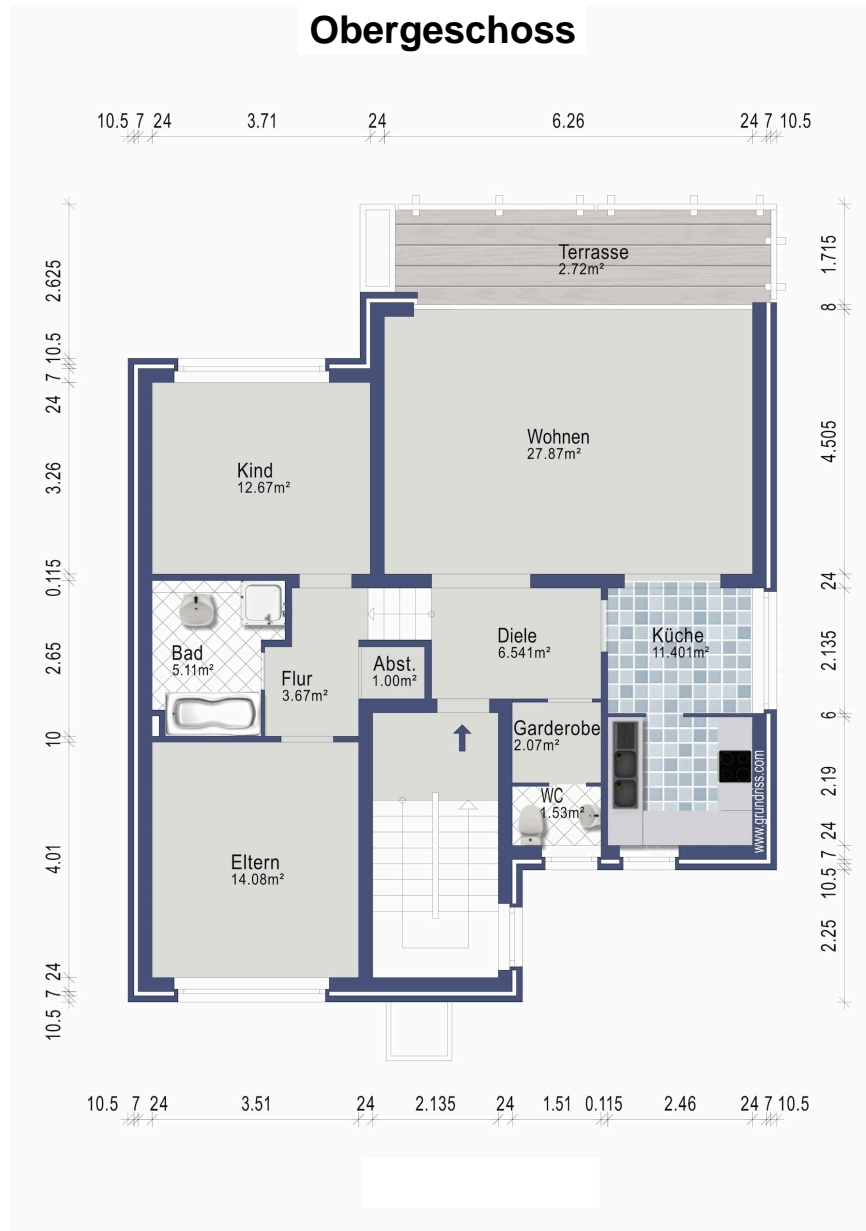 Obergeschoss
10.5 7 24 3.71 24 6.26 24 7 10.5
2.625
10.5
7
24
3.26
0.115
2.65
10
4.01
24
7
10.5
Terrasse
2.72m²
Wohnen
27.87m²
Kind
12.67m²
Bad
5.11m²
Flur
3.67m²
Abst.
1.00m²
Diele
6.541m²
Küche
11.401m²
Garderobe
2.07m²
WC
1.53m²
Eltern
14.08m²
www.grundriss.com
1.715
8
4.505
24
2.135
6
2.19
24
7
10.5
2.25
10.5 7 24 3.51 24 2.135 24 1.51 0.115 2.46 24 7 10.5